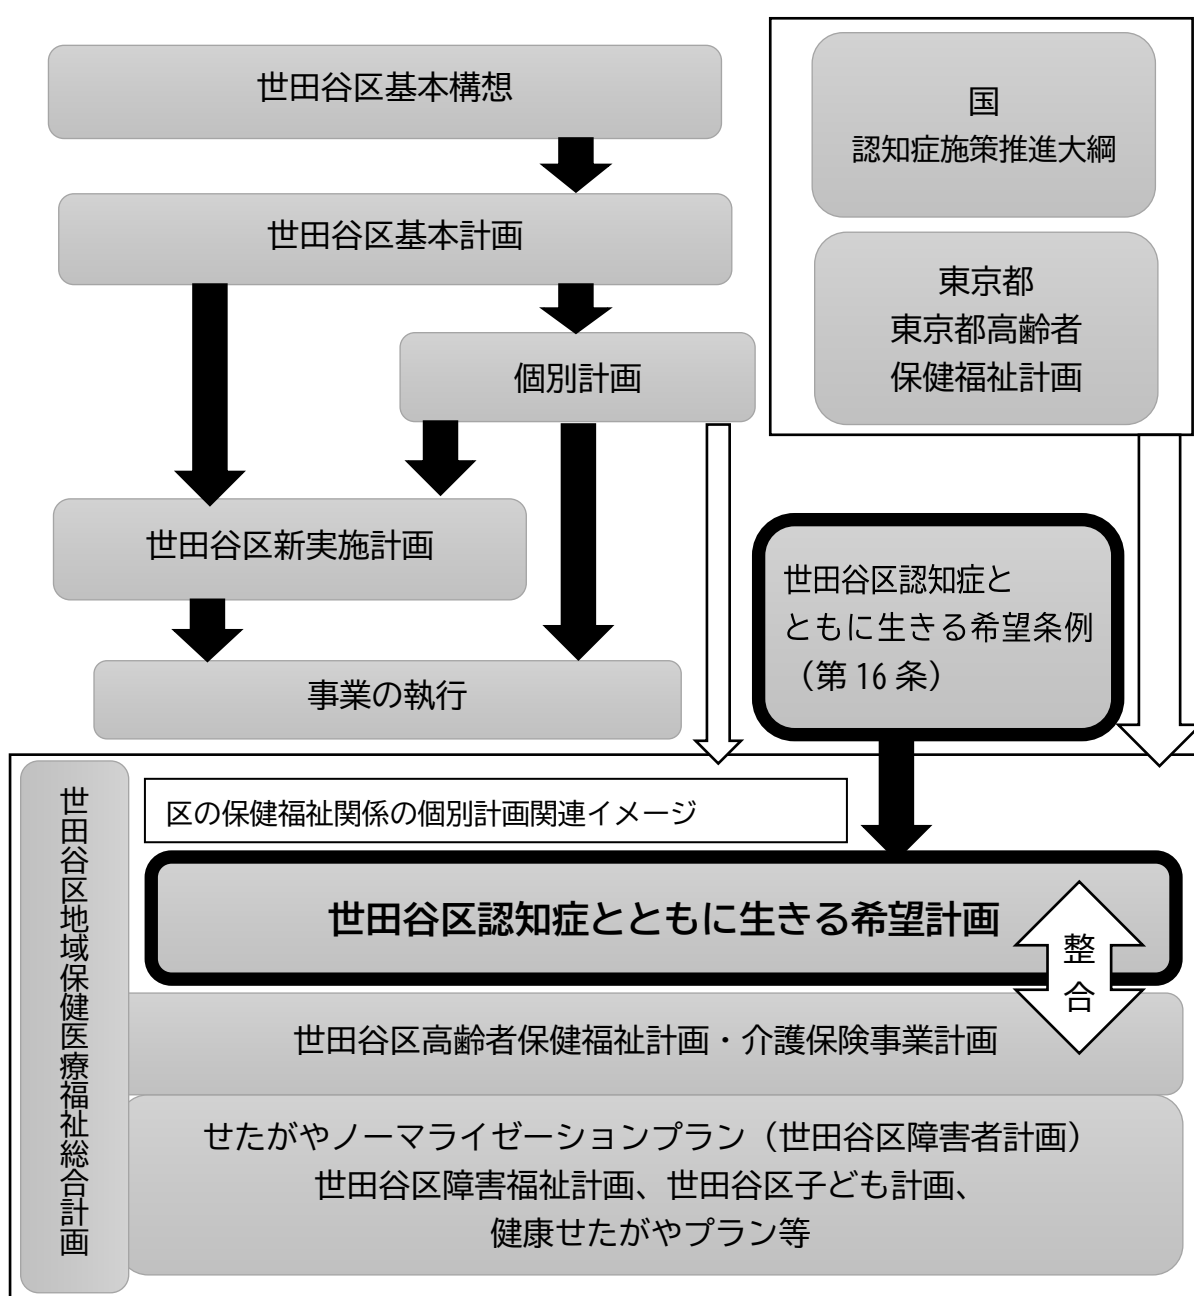 世田谷区基本構想
世田谷区基本計画
個別計画
世田谷区新実施計画
事業の執行
国
認知症施策推進大綱
東京都
東京都高齢者
保健福祉計画
世田谷区認知症と
ともに生きる希望条例
（第 16 条）
世田谷区地域保健医療福祉総合計画
区の保健福祉関係の個別計画関連イメージ
世田谷区認知症とともに生きる希望計画
整
合
世田谷区高齢者保健福祉計画・介護保険事業計画
せたがやノーマライゼーションプラン（世田谷区障害者計画）
世田谷区障害福祉計画、世田谷区子ども計画、
健康せたがやプラン等